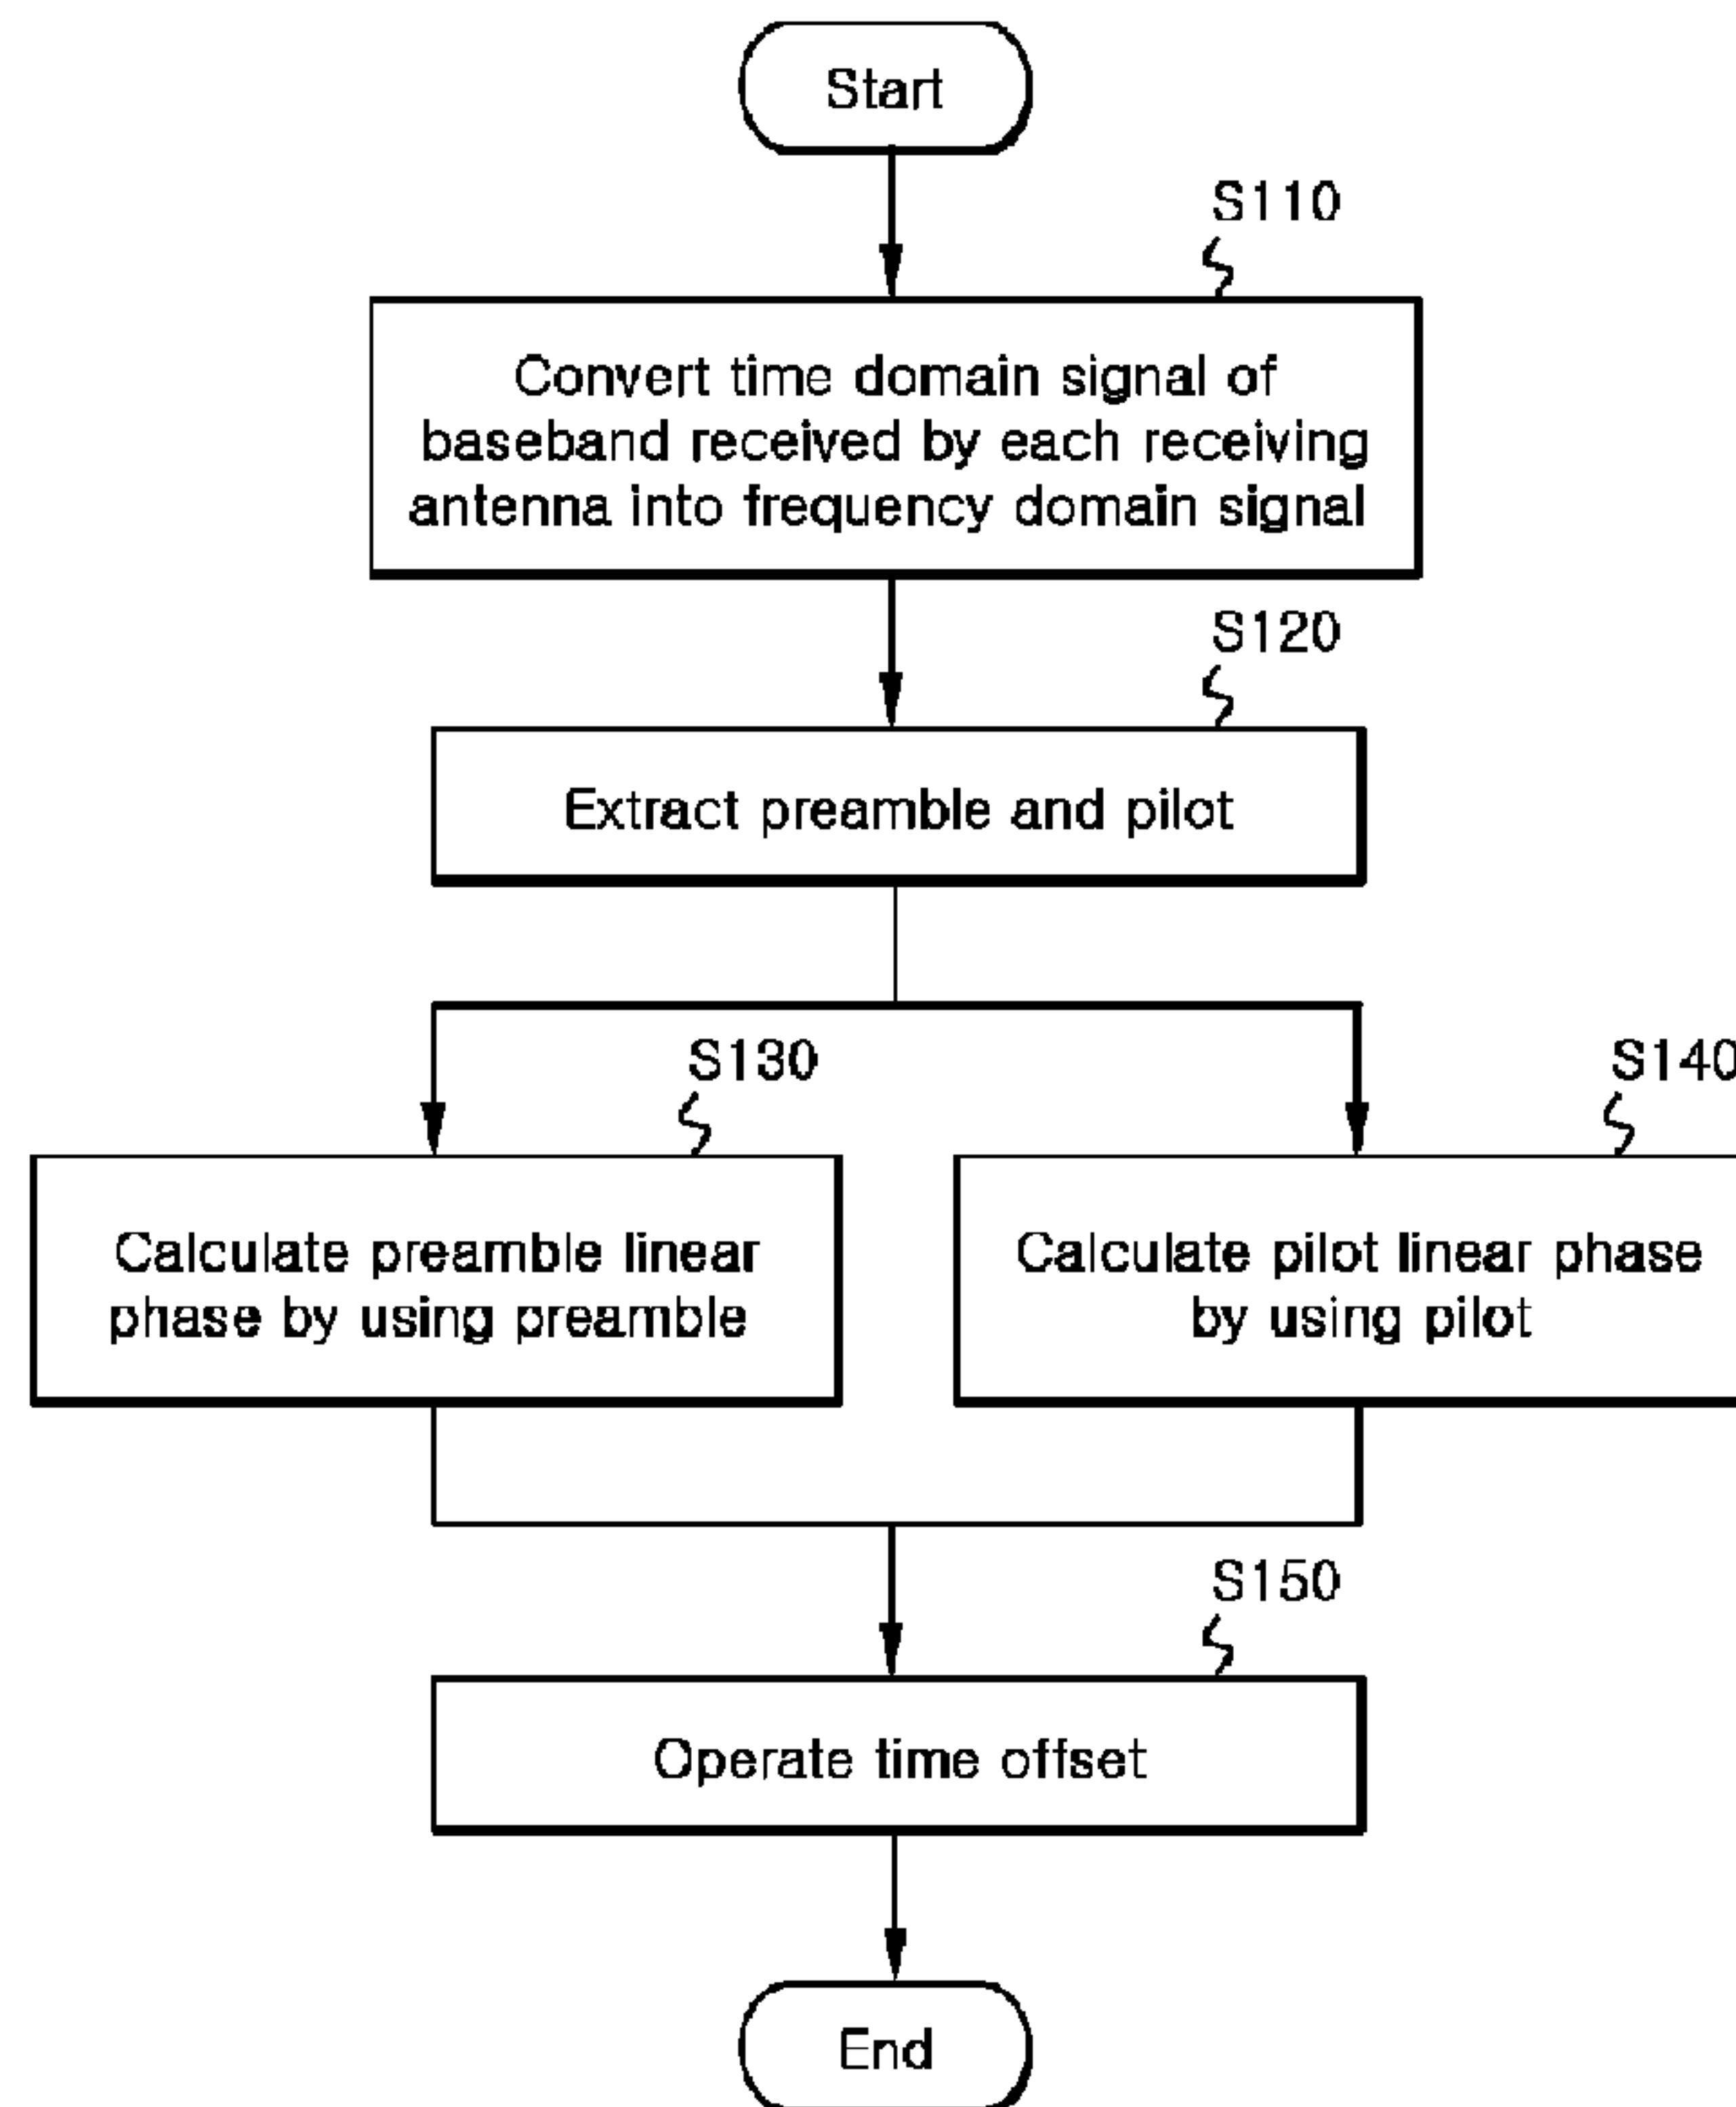 Start
S110
Convert time domain signal of
baseband received by each receiving
antenna into frequency domain signal
S120
Extract preamble and pilot
S130
S140
Calculate preamble linear
phase by using preamble
Calculate pilot linear phase
by using pilot
S150
Operate time offset
End